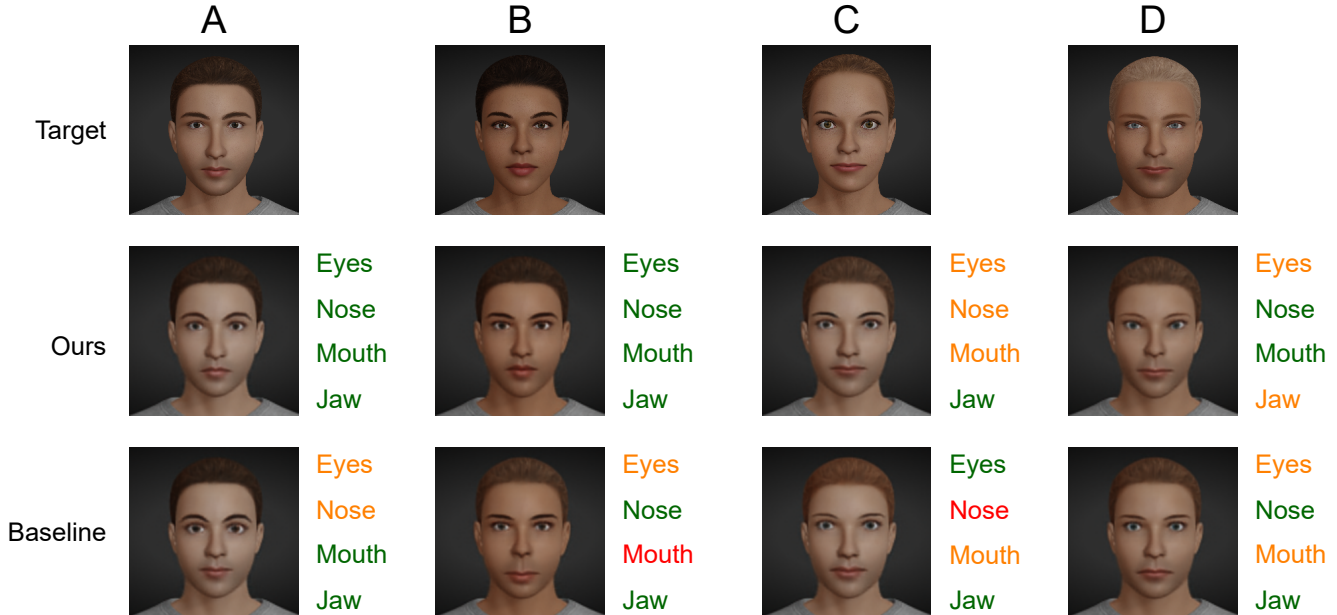 A B C D
Target
Ours
Eyes Eyes Eyes Eyes
Nose Nose Nose Nose
Mouth Mouth Mouth Mouth
Jaw Jaw Jaw Jaw
Baseline
Eyes Eyes Eyes Eyes
Nose Nose Nose Nose
Mouth Mouth Mouth Mouth
Jaw Jaw Jaw Jaw